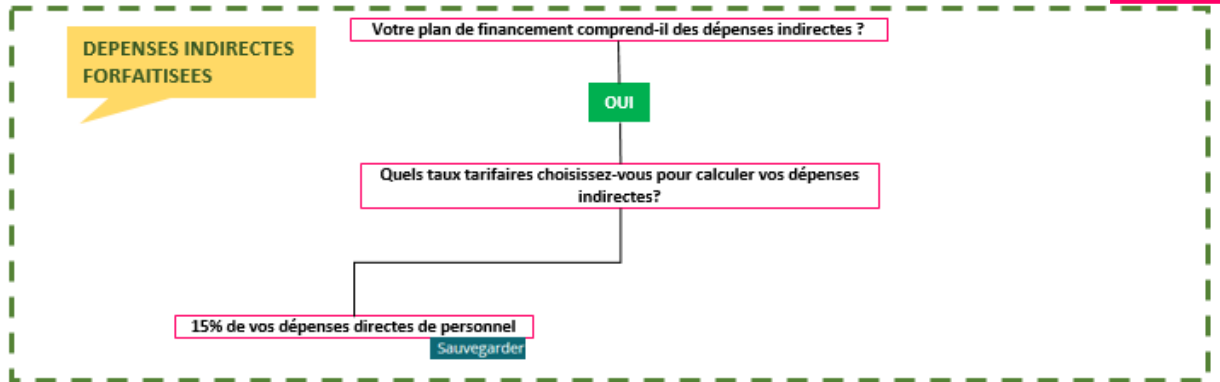 DEPENSES INDIRECTES
FORFAITISEES
Votre plan de financement comprend-il des dépenses indirectes ?
OUI
Quels taux tarifaires choisissez-vous pour calculer vos dépenses
indirectes?
15% de vos dépenses directes de personnel
Sauvegarder